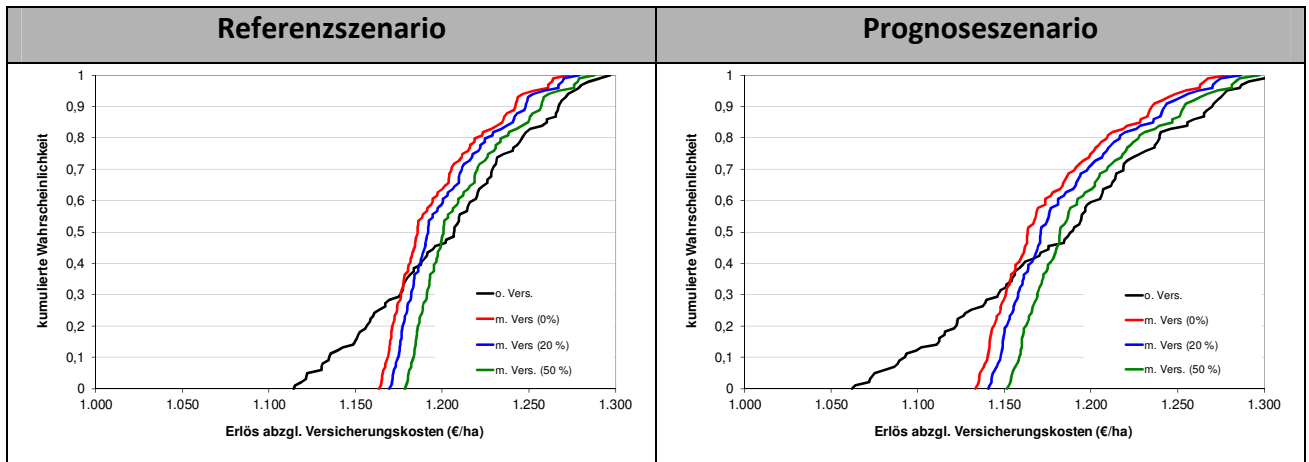 Referenzszenario
Prognoseszenario
kumulierte Wahrscheinlichkeit
1
0,9
0,8
0,7
0,6
0,5
0,4
0,3
0,2
0,1
0
o. Vers.
m. Vers (0%)
m. Vers (20 %)
m. Vers. (50 %)
1.000 1.050 1.100 1.150 1.200 1.250 1.300
Erlös abzgl. Versicherungskosten (€/ha)
kumulierte Wahrscheinlichkeit
1
0,9
0,8
0,7
0,6
0,5
0,4
0,3
0,2
0,1
0
o. Vers.
m. Vers (0%)
m. Vers (20 %)
m. Vers. (50 %)
1.000 1.050 1.100 1.150 1.200 1.250 1.300
Erlös abzgl. Versicherungskosten (€/ha)